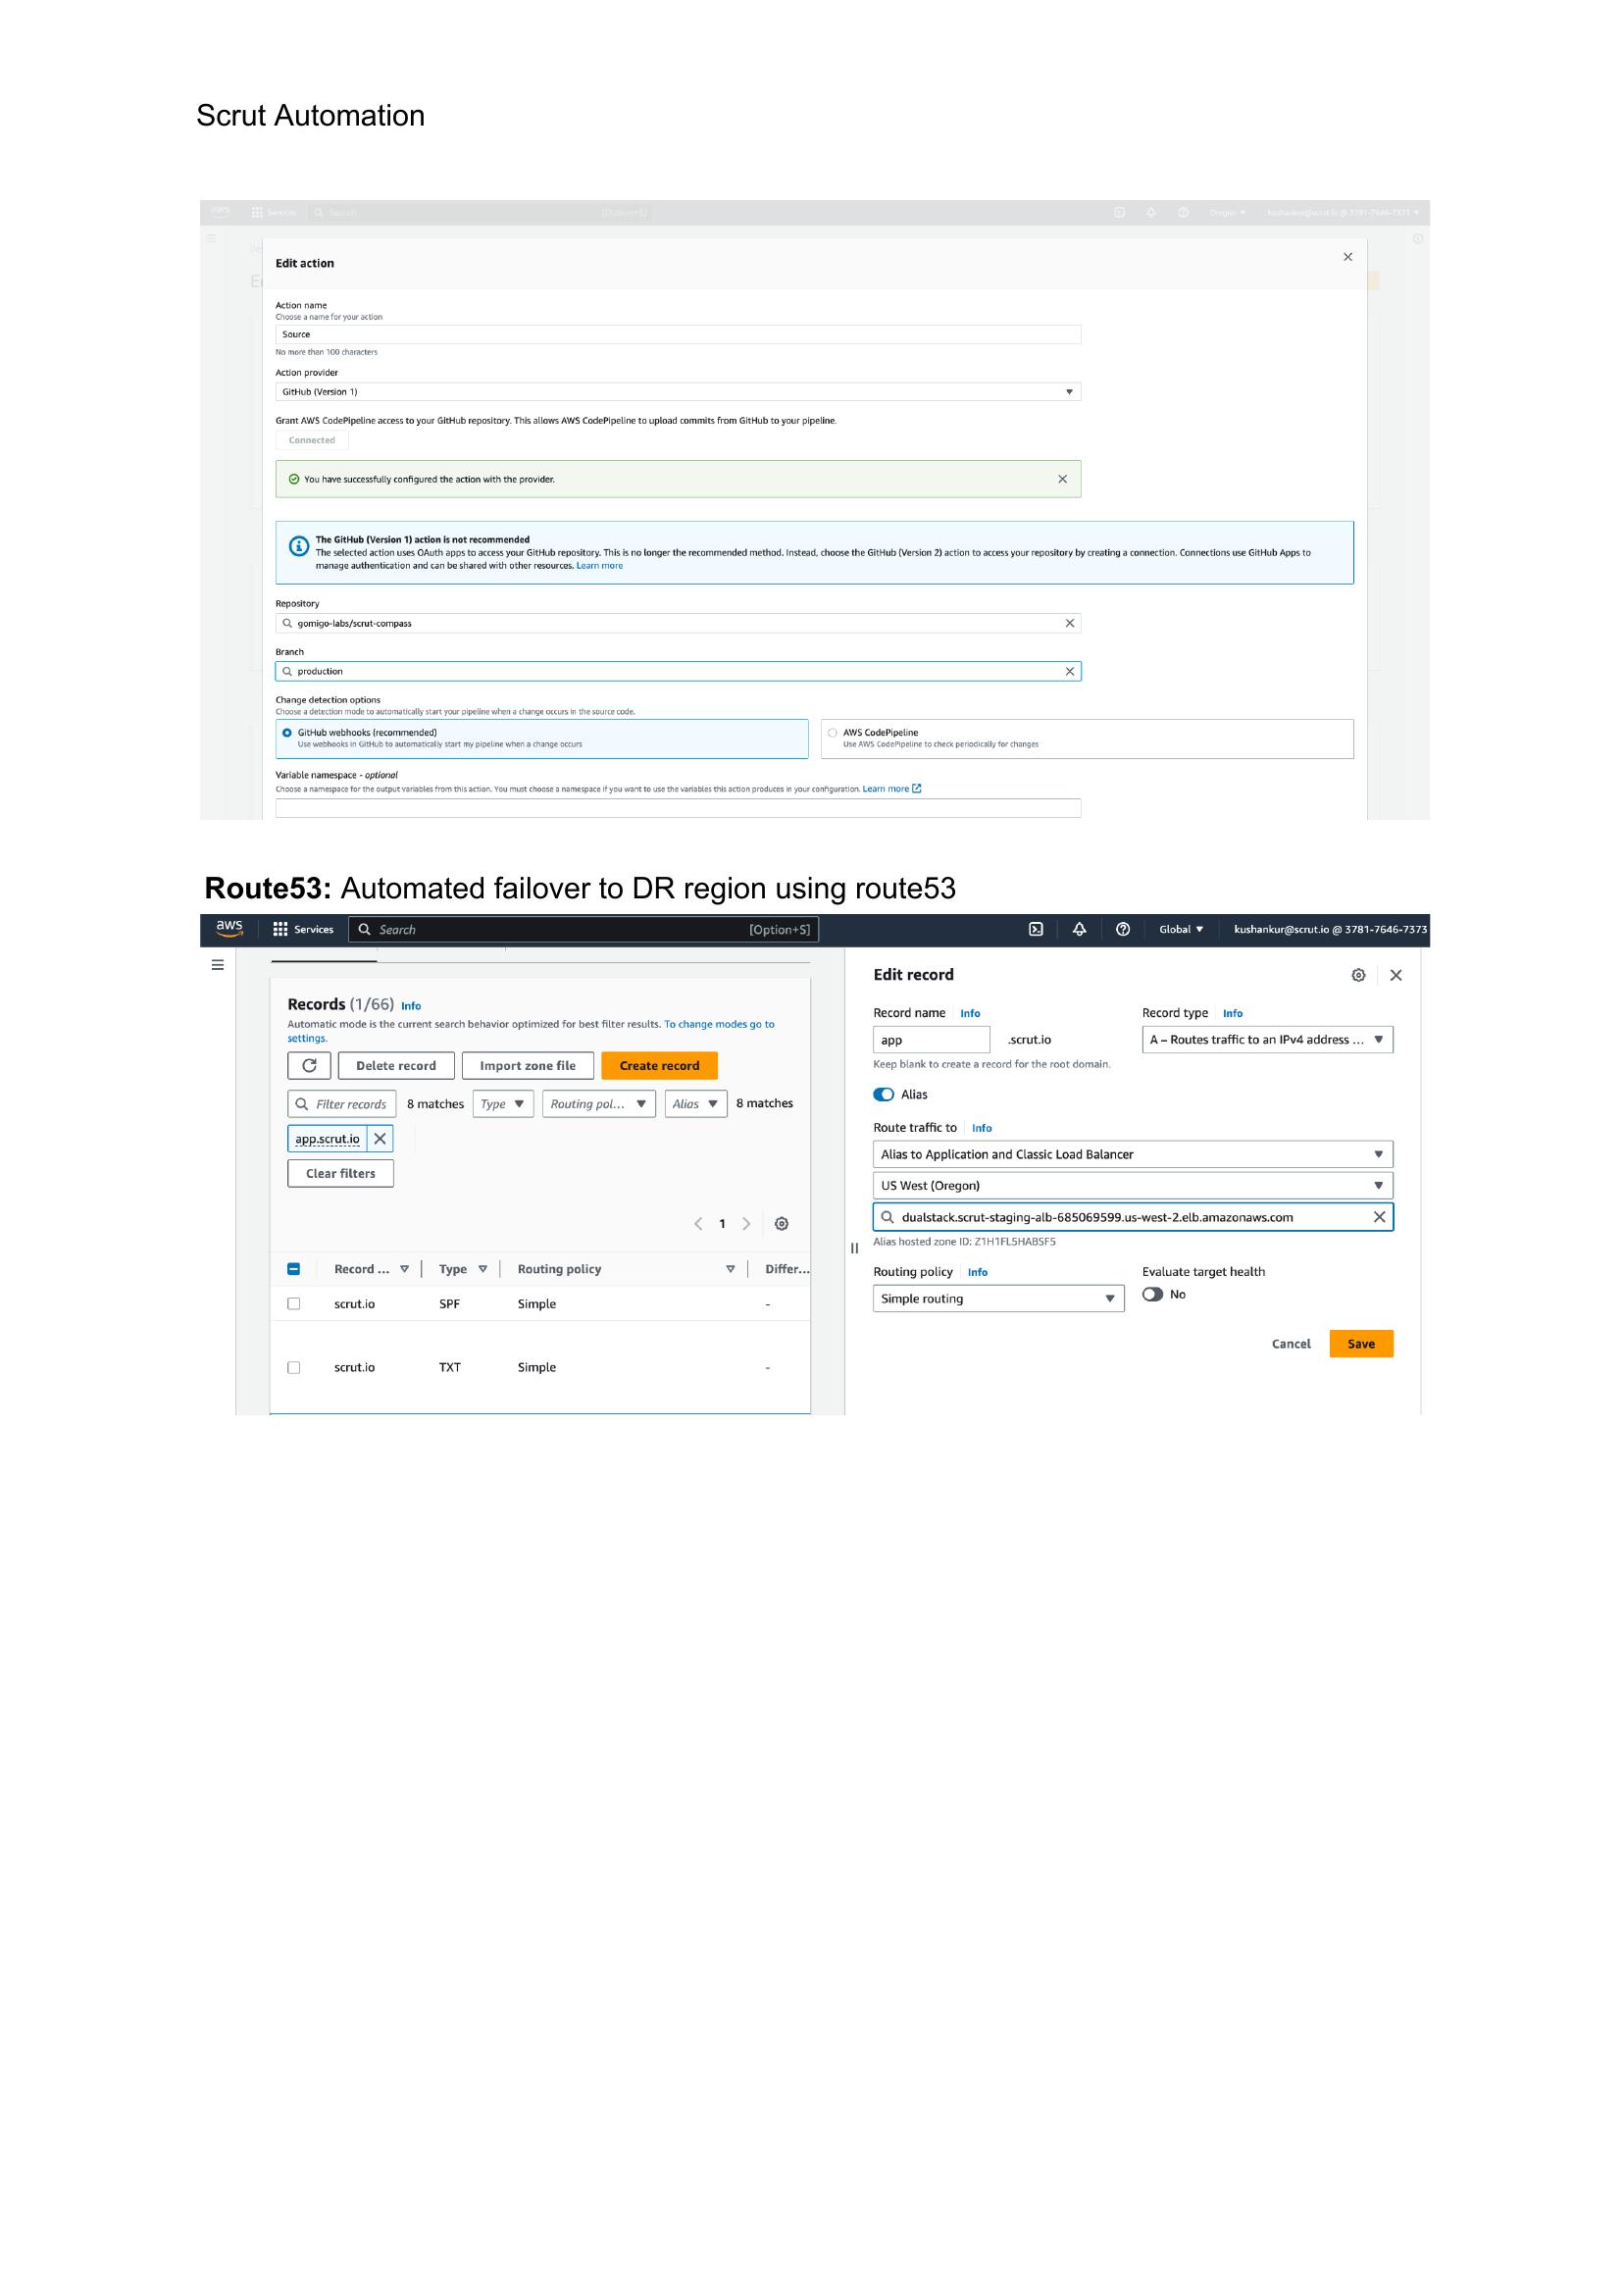 Scrut Automation
aws Services Search [Option+S] Oregon kushankur@scrut.io @ 3781-7646-7373
Edit action
Action name
Choose a name for your action
Source
No more than 100 characters
Action provider
GitHub (Version 1)
Grant AWS CodePipeline access to your GitHub repository. This allows AWS CodePipeline to upload commits from GitHub to your pipeline.
Connected
You have successfully configured the action with the provider.
The GitHub (Version 1) action is not recommended
The selected action uses OAuth apps to access your GitHub repository. This is no longer the recommended method. Instead, choose the GitHub (Version 2) action to access your repository by creating a connection. Connections use GitHub Apps to
manage authentication and can be shared with other resources. Learn more
Repository
gomigo-labs/scrut-compass
Branch
production
Change detection options
Choose a detection mode to automatically start your pipeline when a change occurs in the source code.
GitHub webhooks (recommended)
Use webhooks in GitHub to automatically start my pipeline when a change occurs
AWS CodePipeline
Use AWS CodePipeline to check periodically for changes
Variable namespace - optional
Choose a namespace for the output variables from this action. You must choose a namespace if you want to use the variables this action produces in your configuration. Learn more
Route53: Automated failover to DR region using route53
aws Services Search [Option+S] Global kushankur@scrut.io @ 3781-7646-7373
Records (1/66) Info
Automatic mode is the current search behavior optimized for best filter results. To change modes go to
settings.
Delete record Import zone file Create record
Filter records 8 matches Type Routing pol... Alias 8 matches
app.scrut.io
Clear filters
1
Record ... Type Routing policy Differ...
scrut.io SPF Simple -
scrut.io TXT Simple -
Edit record
Record name Info Record type Info
app .scrut.io A – Routes traffic to an IPv4 address ...
Keep blank to create a record for the root domain.
Alias
Route traffic to Info
Alias to Application and Classic Load Balancer
US West (Oregon)
dualstack.scrut-staging-alb-685069599.us-west-2.elb.amazonaws.com
Alias hosted zone ID: Z1H1FL5HABSF5
Routing policy Info Evaluate target health
Simple routing No
Cancel Save